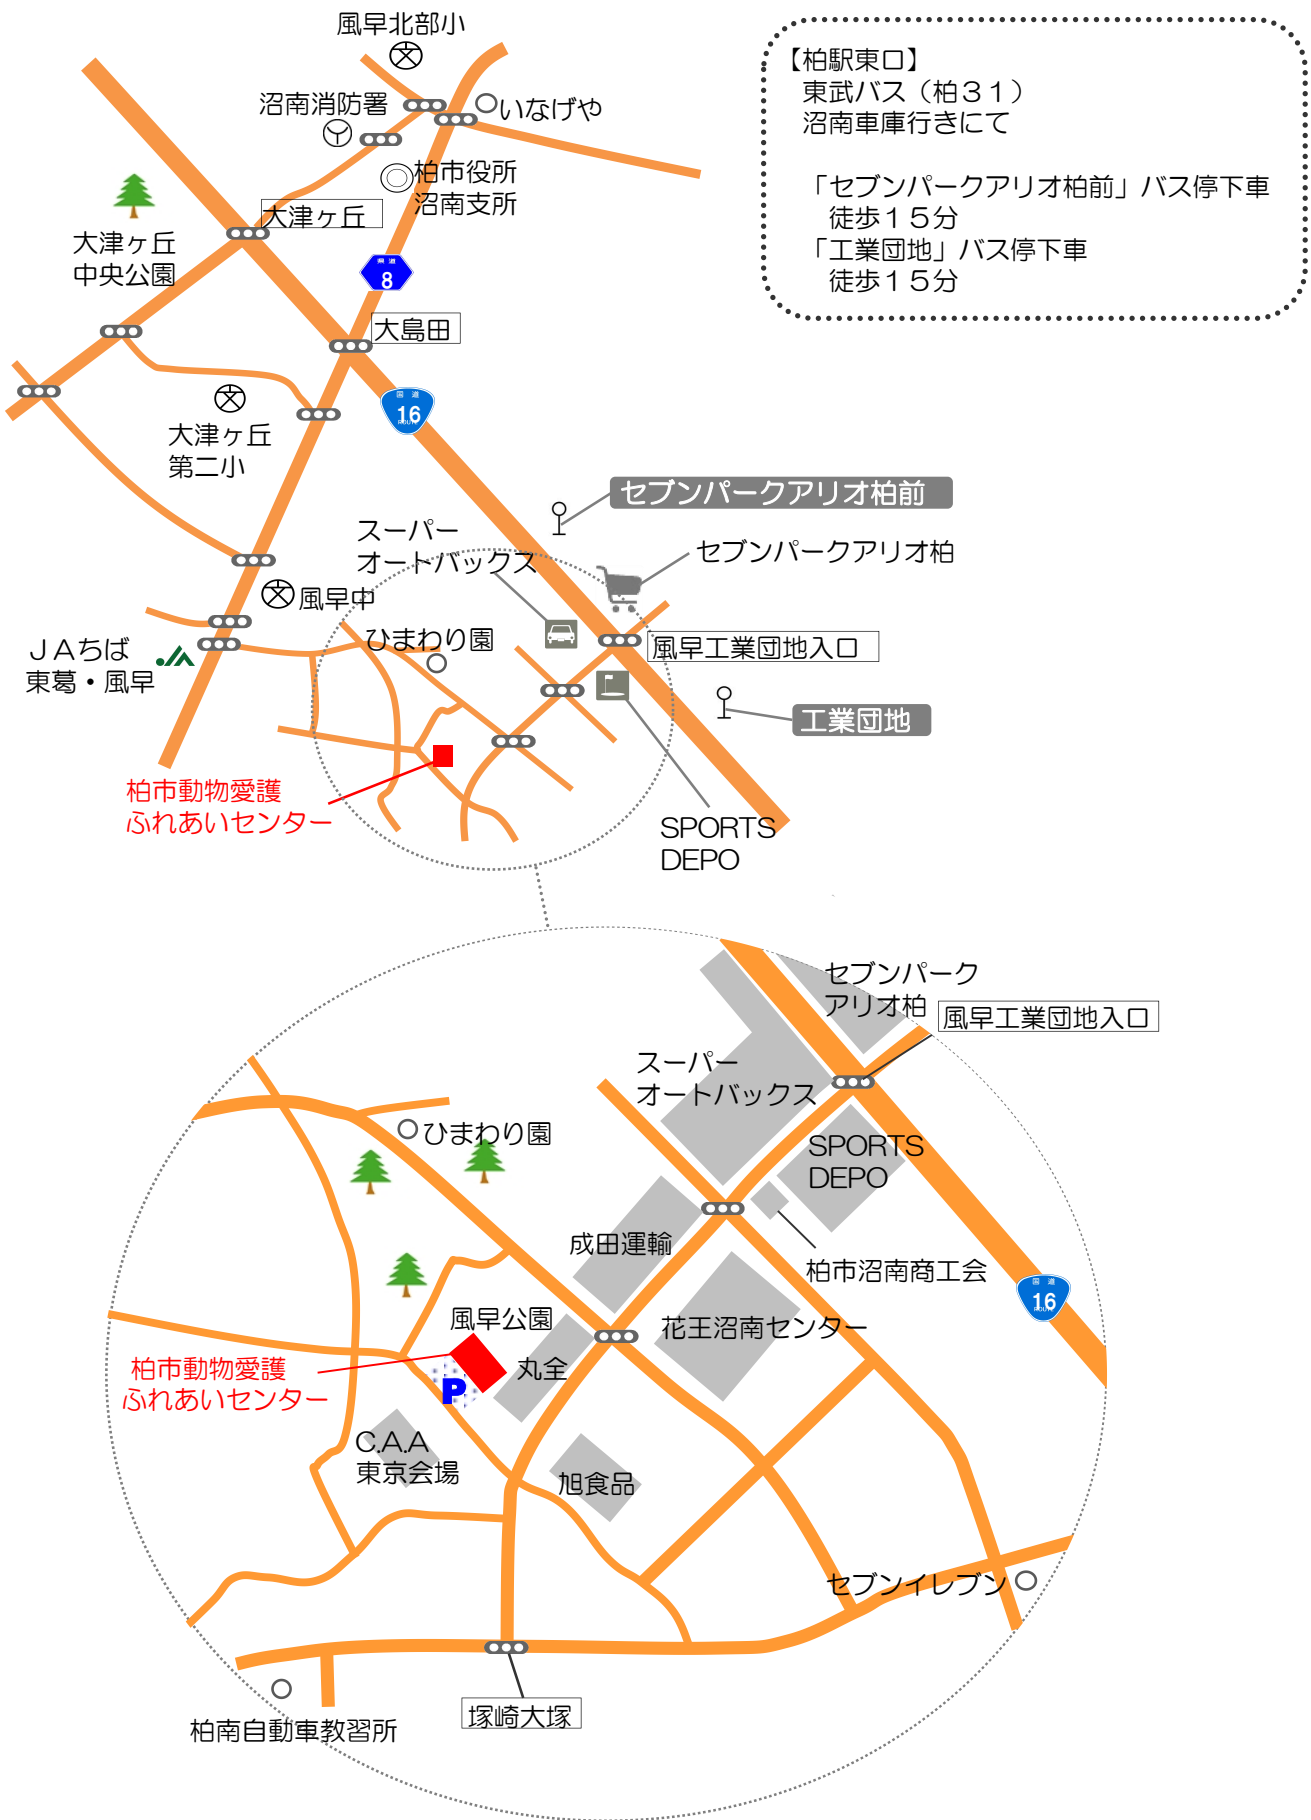 風早北部小
沼南消防署
いなげや
柏市役所
沼南支所
大津ヶ丘
大津ヶ丘
中央公園
県道
8
大島田
国道
16
ROUTE
大津ヶ丘
第二小
【柏駅東口】
東武バス（柏３１）
沼南車庫行きにて
「セブンパークアリオ柏前」バス停下車
徒歩１５分
「工業団地」バス停下車
徒歩１５分
セブンパークアリオ柏前
スーパー
オートバックス
セブンパークアリオ柏
風早中
ひまわり園
ＪＡちば
東葛・風早
風早工業団地入口
工業団地
柏市動物愛護
ふれあいセンター
SPORTS
DEPO
セブンパーク
アリオ柏
風早工業団地入口
スーパー
オートバックス
ひまわり園
SPORTS
DEPO
成田運輸
柏市沼南商工会
国道
16
ROUTE
風早公園
花王沼南センター
柏市動物愛護
ふれあいセンター
丸全
P
C.A.A
東京会場
旭食品
セブンイレブン
塚崎大塚
柏南自動車教習所